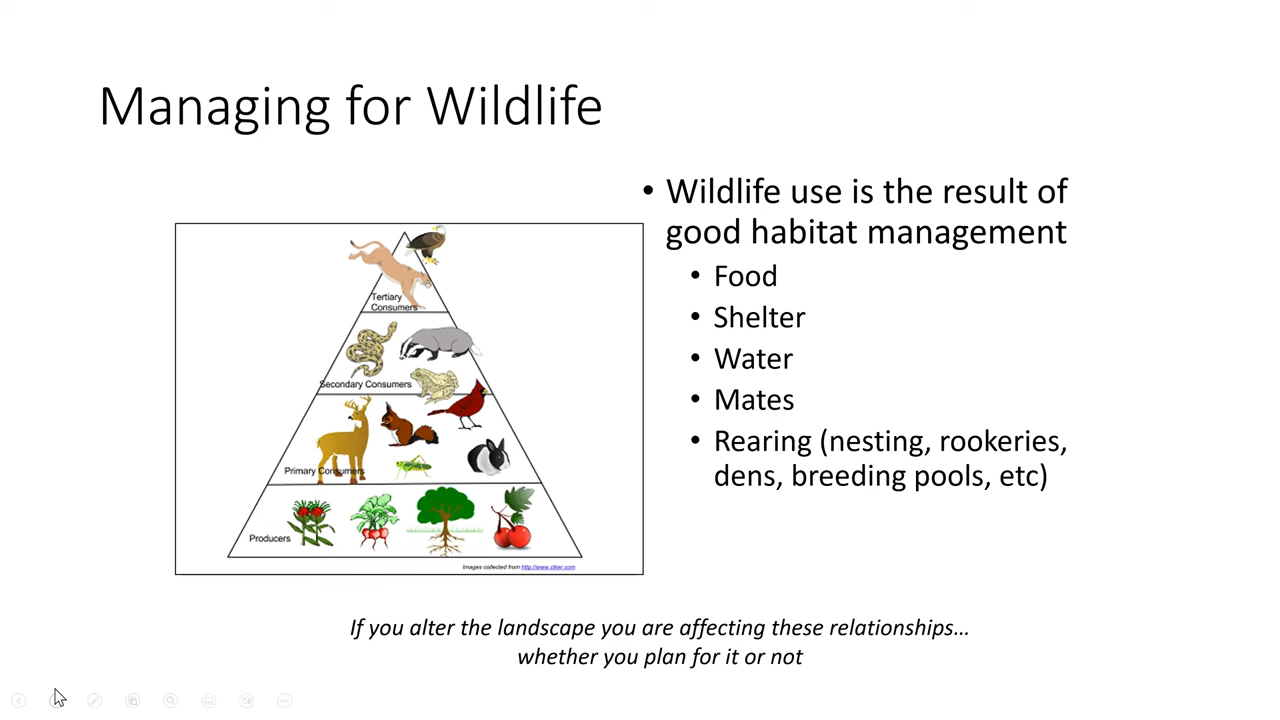 Managing for Wildlife
• Wildlife use is the result of
good habitat management
• Food
• Shelter
• Water
• Mates
• Rearing (nesting, rookeries,
dens, breeding pools, etc)
Tertiary
Consumers
Secondary Consumers
Primary Consumers
Producers
Images collected from http://www.clker.com
If you alter the landscape you are affecting these relationships…
whether you plan for it or not